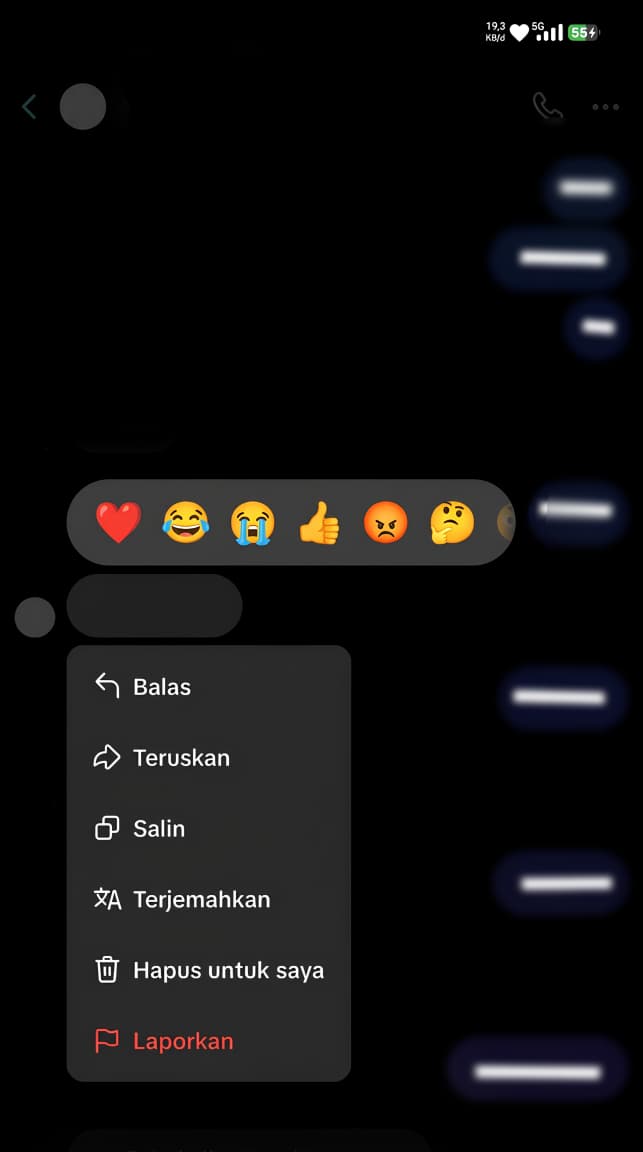 19,3
KB/d
5G
55
Balas
Teruskan
Salin
Terjemahkan
Hapus untuk saya
Laporkan